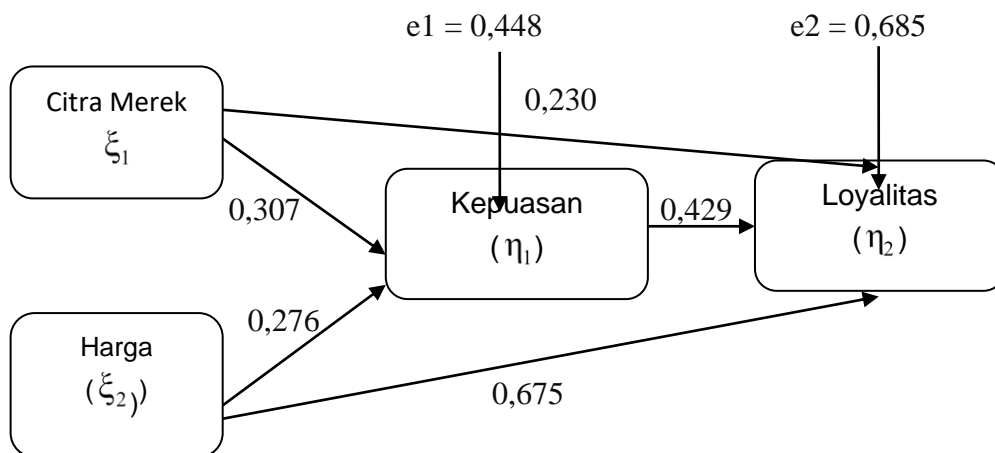 e1 = 0,448
e2 = 0,685
Citra Merek
ξ₁
0,230
0,307
Kepuasan
(η₁)
0,429
Loyalitas
(η₂)
0,276
Harga
(ξ₂))
0,675